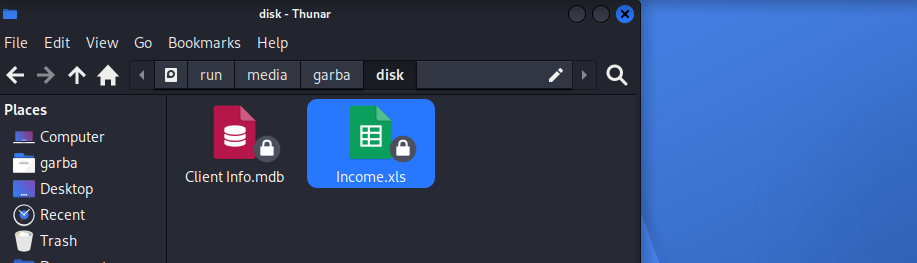 disk - Thunar
File Edit View Go Bookmarks Help
run media garba disk
Places
Computer
garba
Desktop
Recent
Trash
Client Info.mdb
Income.xls